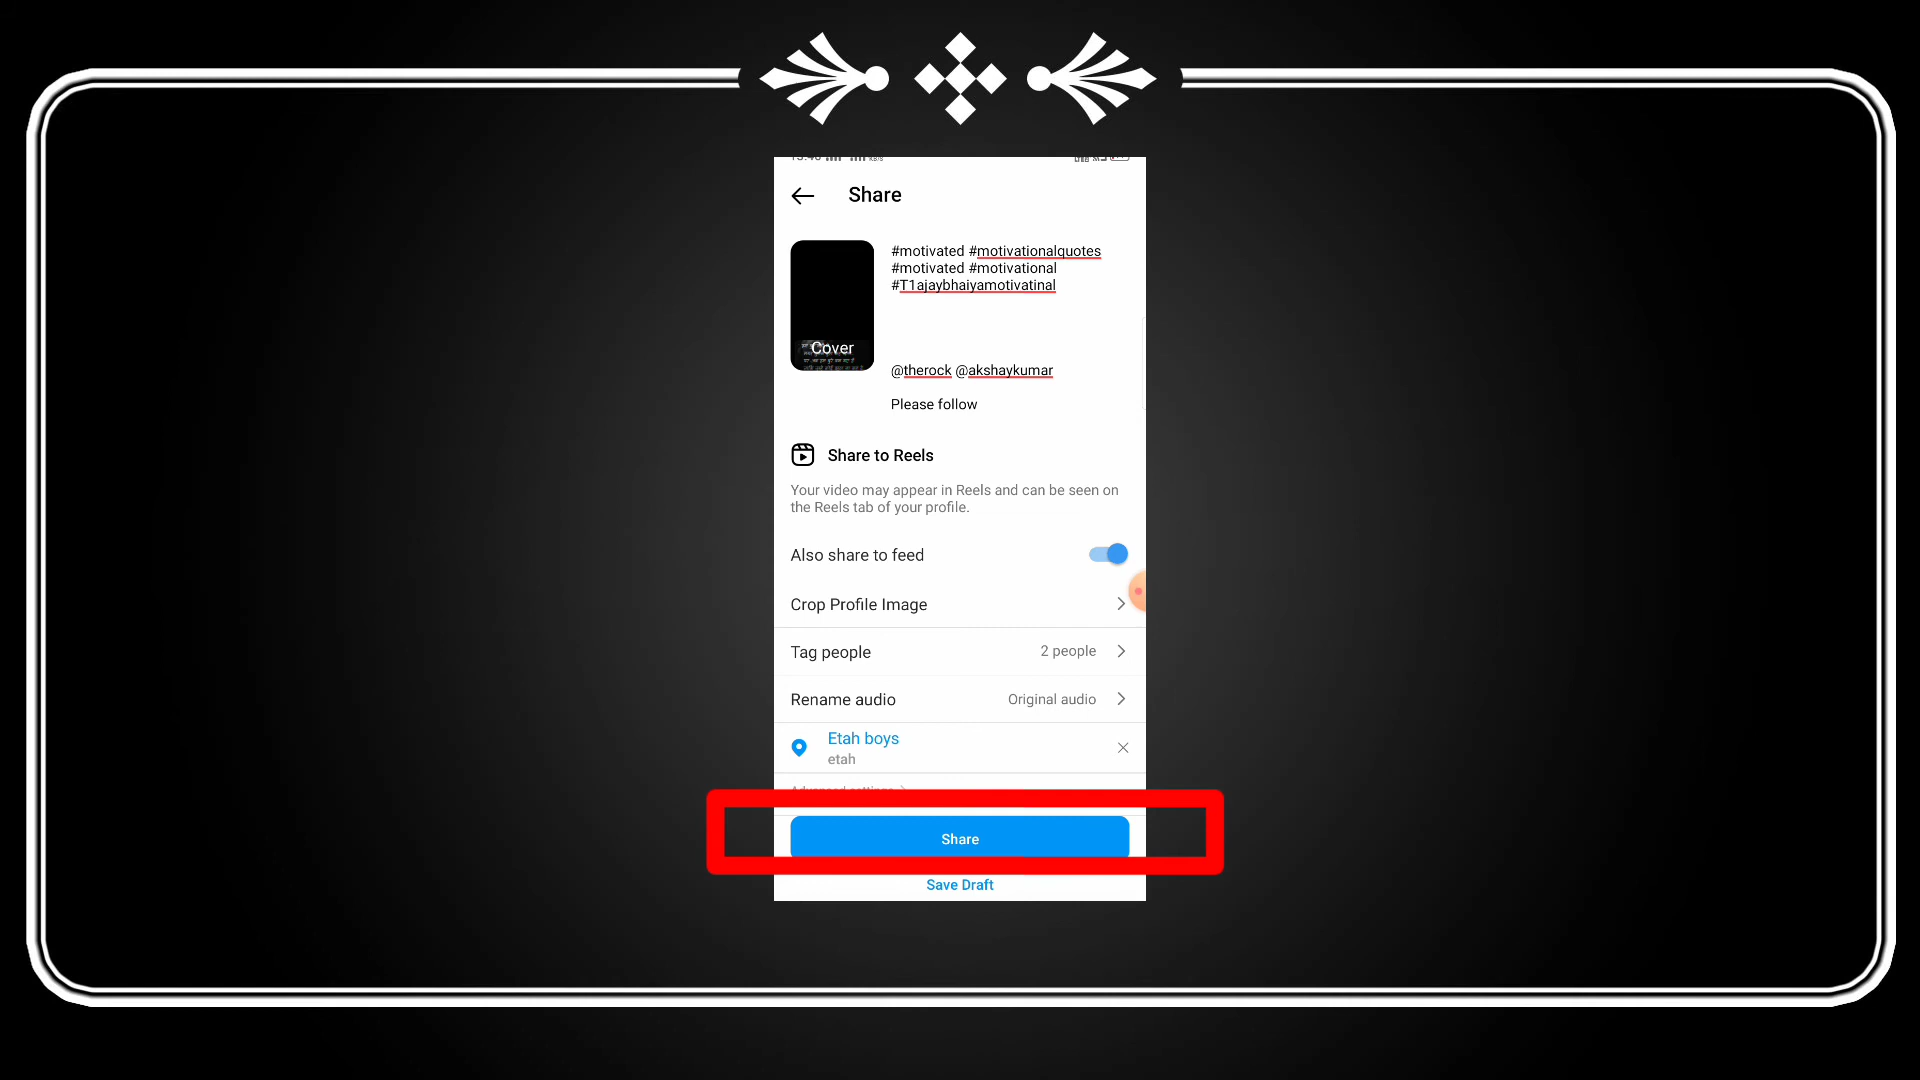 Share
#motivated #motivationalquotes
#motivated #motivational
#T1ajaybhaiyamotivatinal
Cover
@therock @akshaykumar
Please follow
Share to Reels
Your video may appear in Reels and can be seen on
the Reels tab of your profile.
Also share to feed
Crop Profile Image
Tag people 2 people
Rename audio Original audio
Etah boys
etah
Advanced settings
Share
Save Draft